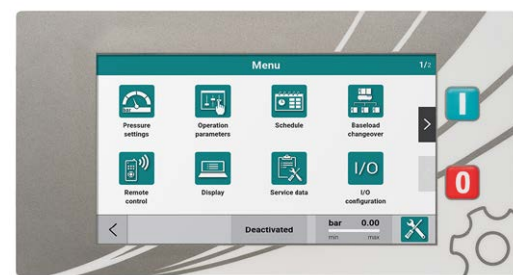 Menu
1/2
bar
Pressure
settings
Operation
parameters
Schedule
Baseload
changeover
Remote
control
Display
Service data
I/O
I/O
configuration
Deactivated
bar 0.00
min max
I
0